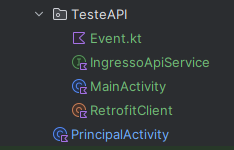 TesteAPI
Event.kt
IngressoApiService
MainActivity
RetrofitClient
PrincipalActivity